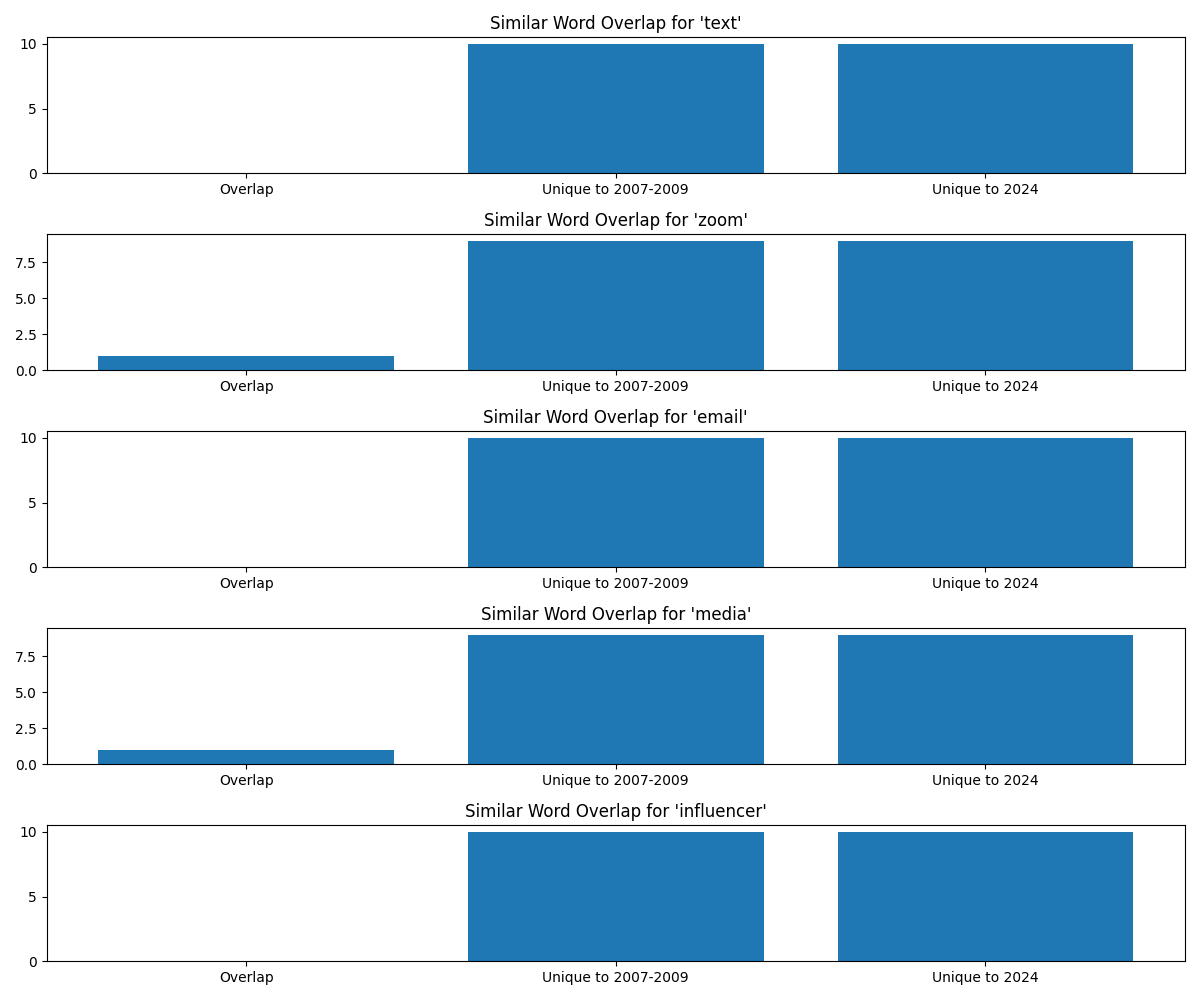 Similar Word Overlap for 'text'
10
5
0
Overlap Unique to 2007-2009 Unique to 2024
Similar Word Overlap for 'zoom'
7.5
5.0
2.5
0.0
Overlap Unique to 2007-2009 Unique to 2024
Similar Word Overlap for 'email'
10
5
0
Overlap Unique to 2007-2009 Unique to 2024
Similar Word Overlap for 'media'
7.5
5.0
2.5
0.0
Overlap Unique to 2007-2009 Unique to 2024
Similar Word Overlap for 'influencer'
10
5
0
Overlap Unique to 2007-2009 Unique to 2024